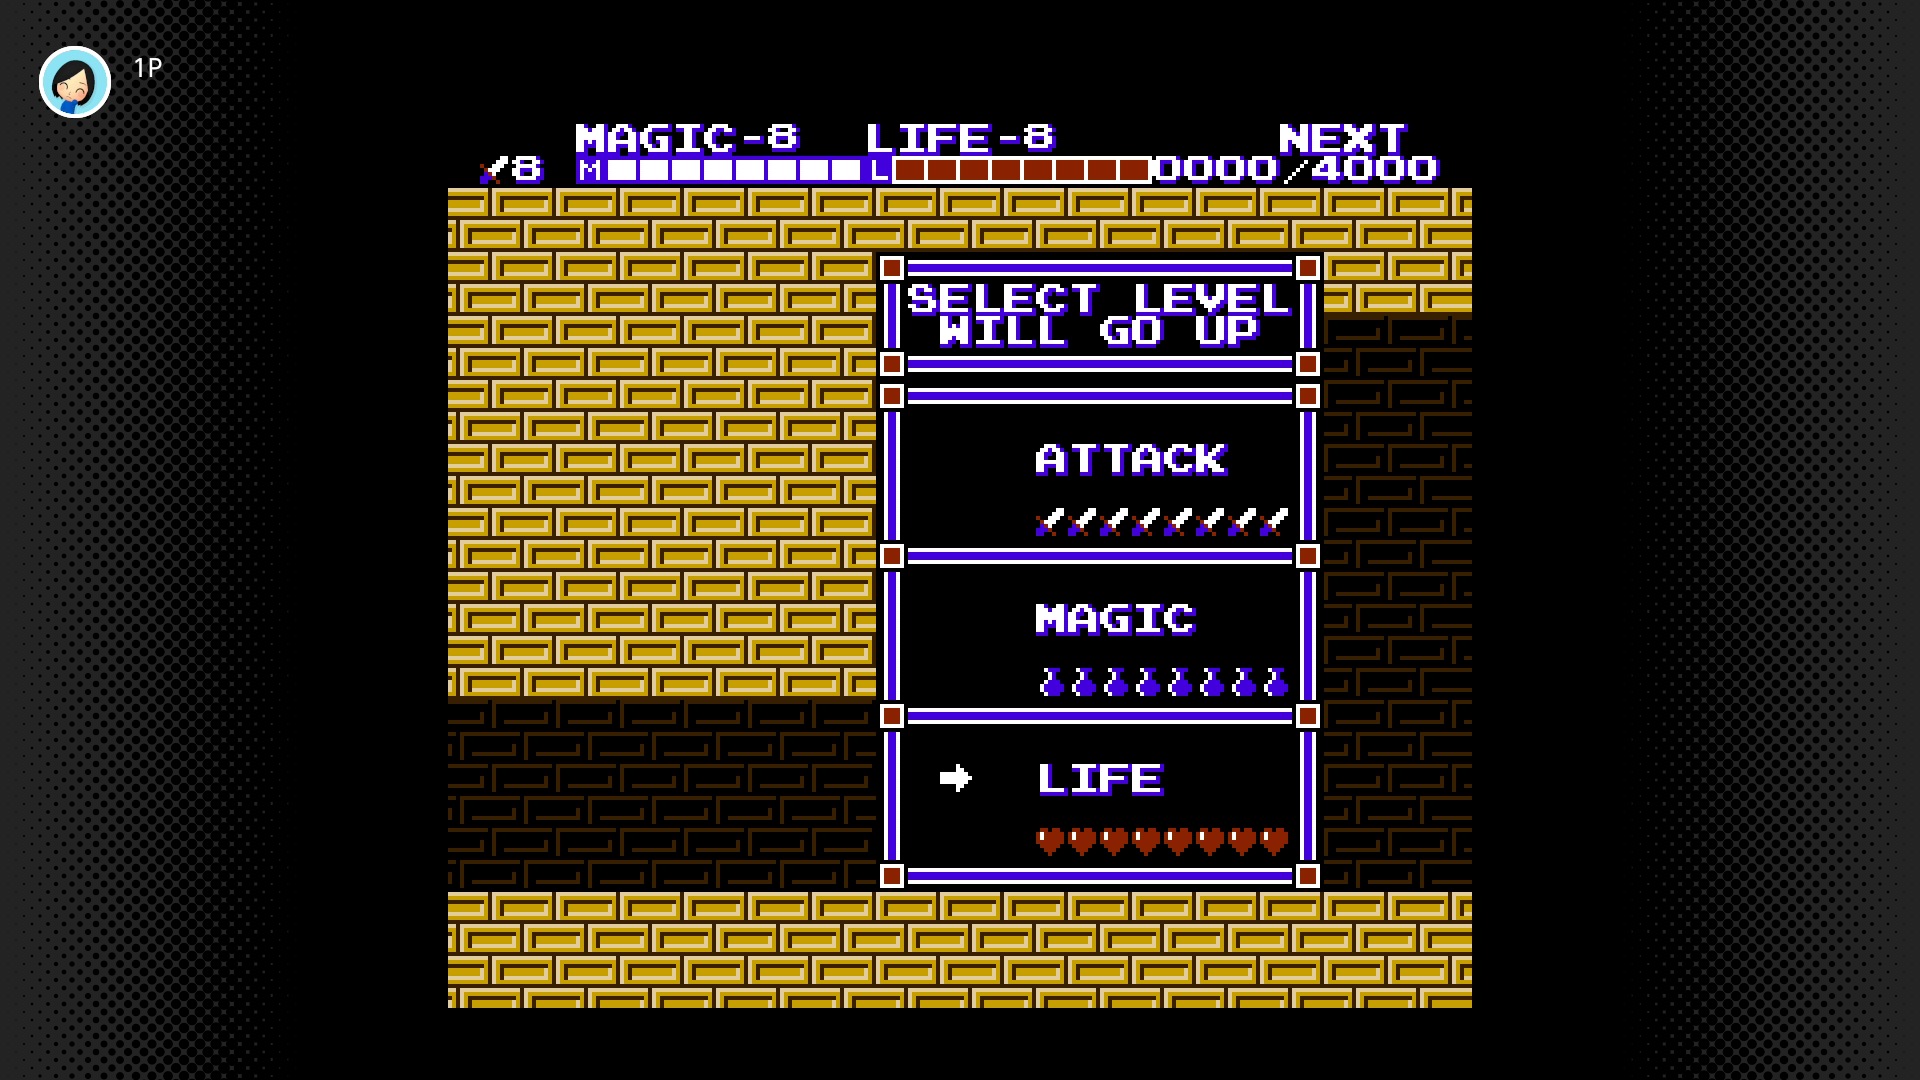 1P
MAGIC-8 LIFE-8 NEXT
8 M L 0000/4000
SELECT LEVEL
WILL GO UP
ATTACK
MAGIC
LIFE